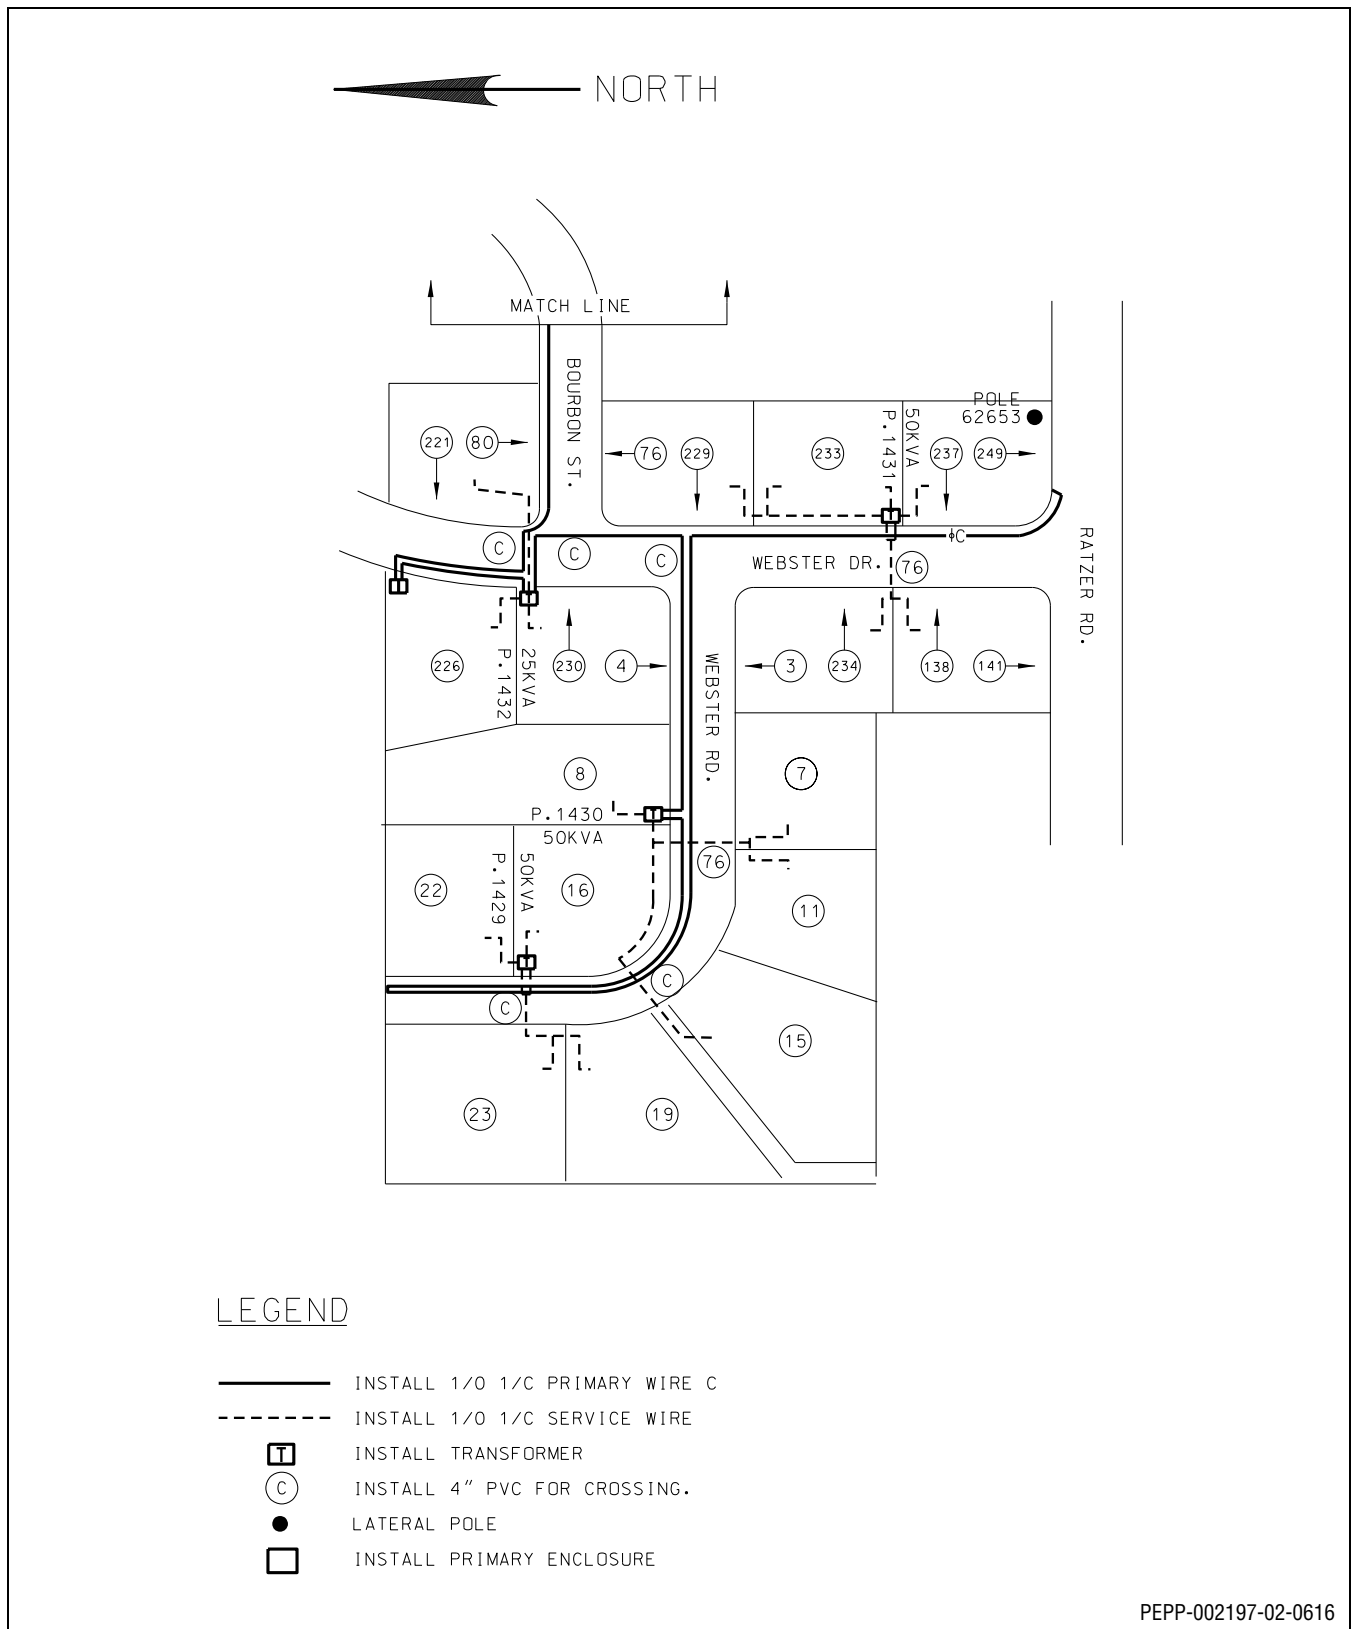 NORTH
MATCH LINE
BOURBON ST.
POLE
62653
50KVA
P.1431
221
80
76
229
233
237
249
C
C
C
ϕC
WEBSTER DR.
76
RATZER RD.
T
T
T
226
25KVA
P.1432
230
4
WEBSTER RD.
3
234
138
141
8
7
P.1430
T
50KVA
76
22
50KVA
P.1429
16
11
T
C
C
15
23
19
LEGEND
INSTALL 1/0 1/C PRIMARY WIRE C
INSTALL 1/0 1/C SERVICE WIRE
T INSTALL TRANSFORMER
C INSTALL 4" PVC FOR CROSSING.
LATERAL POLE
INSTALL PRIMARY ENCLOSURE
PEPP-002197-02-0616